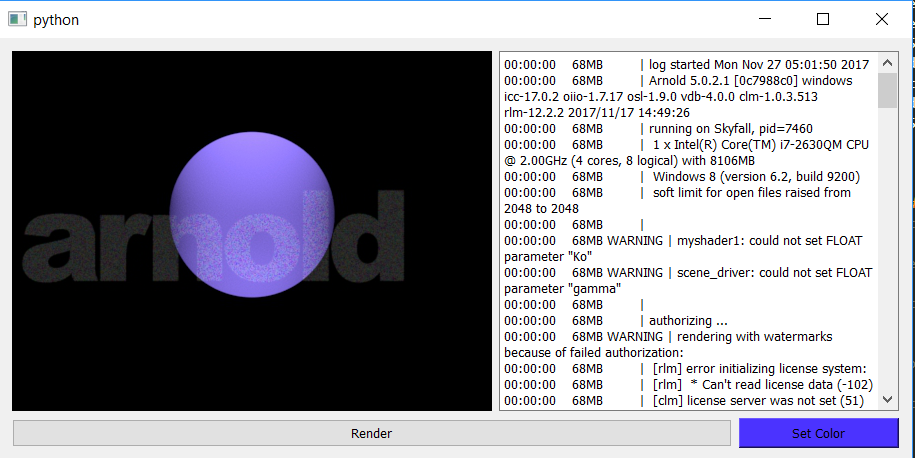 python
arnold
00:00:00 68MB | log started Mon Nov 27 05:01:50 2017
00:00:00 68MB | Arnold 5.0.2.1 [0c7988c0] windows
icc-17.0.2 oiio-1.7.17 osl-1.9.0 vdb-4.0.0 clm-1.0.3.513
rlm-12.2.2 2017/11/17 14:49:26
00:00:00 68MB | running on Skyfall, pid=7460
00:00:00 68MB | 1 x Intel(R) Core(TM) i7-2630QM CPU
@ 2.00GHz (4 cores, 8 logical) with 8106MB
00:00:00 68MB | Windows 8 (version 6.2, build 9200)
00:00:00 68MB | soft limit for open files raised from
2048 to 2048
00:00:00 68MB |
00:00:00 68MB WARNING | myshader1: could not set FLOAT
parameter "Ko"
00:00:00 68MB WARNING | scene_driver: could not set FLOAT
parameter "gamma"
00:00:00 68MB |
00:00:00 68MB | authorizing ...
00:00:00 68MB WARNING | rendering with watermarks
because of failed authorization:
00:00:00 68MB | [rlm] error initializing license system:
00:00:00 68MB | [rlm] * Can't read license data (-102)
00:00:00 68MB | [clm] license server was not set (51)
Render
Set Color